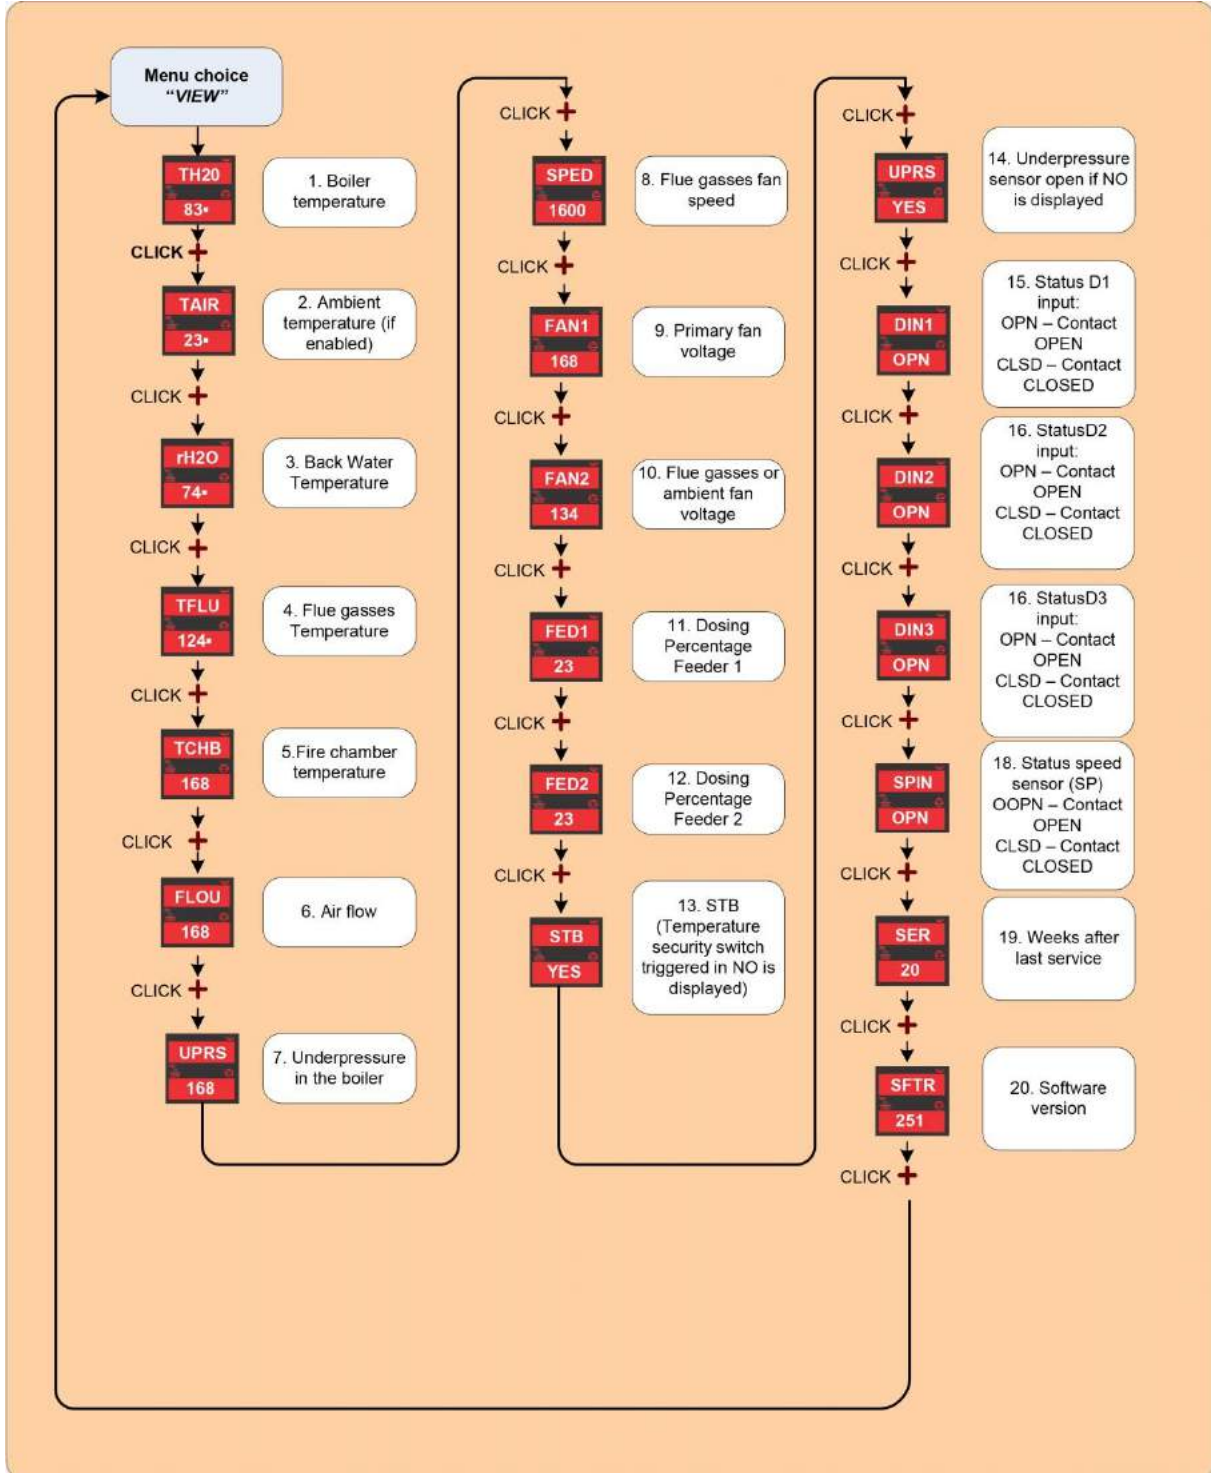 Menu choice
“VIEW”
TH20
83▪
1. Boiler
temperature
CLICK +
TAIR
23▪
2. Ambient
temperature (if
enabled)
CLICK +
rH2O
74▪
3. Back Water
Temperature
CLICK +
TFLU
124▪
4. Flue gasses
Temperature
CLICK +
TCHB
168
5.Fire chamber
temperature
CLICK +
FLOU
168
6. Air flow
CLICK +
UPRS
168
7. Underpressure
in the boiler
CLICK +
SPED
1600
8. Flue gasses fan
speed
CLICK +
FAN1
168
9. Primary fan
voltage
CLICK +
FAN2
134
10. Flue gasses or
ambient fan
voltage
CLICK +
FED1
23
11. Dosing
Percentage
Feeder 1
CLICK +
FED2
23
12. Dosing
Percentage
Feeder 2
CLICK +
STB
YES
13. STB
(Temperature
security switch
triggered in NO is
displayed)
CLICK +
UPRS
YES
14. Underpressure
sensor open if NO
is displayed
CLICK +
DIN1
OPN
15. Status D1
input:
OPN – Contact
OPEN
CLSD – Contact
CLOSED
CLICK +
DIN2
OPN
16. StatusD2
input:
OPN – Contact
OPEN
CLSD – Contact
CLOSED
CLICK +
DIN3
OPN
16. StatusD3
input:
OPN – Contact
OPEN
CLSD – Contact
CLOSED
CLICK +
SPIN
OPN
18. Status speed
sensor (SP)
OOPN – Contact
OPEN
CLSD – Contact
CLOSED
CLICK +
SER
20
19. Weeks after
last service
CLICK +
SFTR
251
20. Software
version
CLICK +